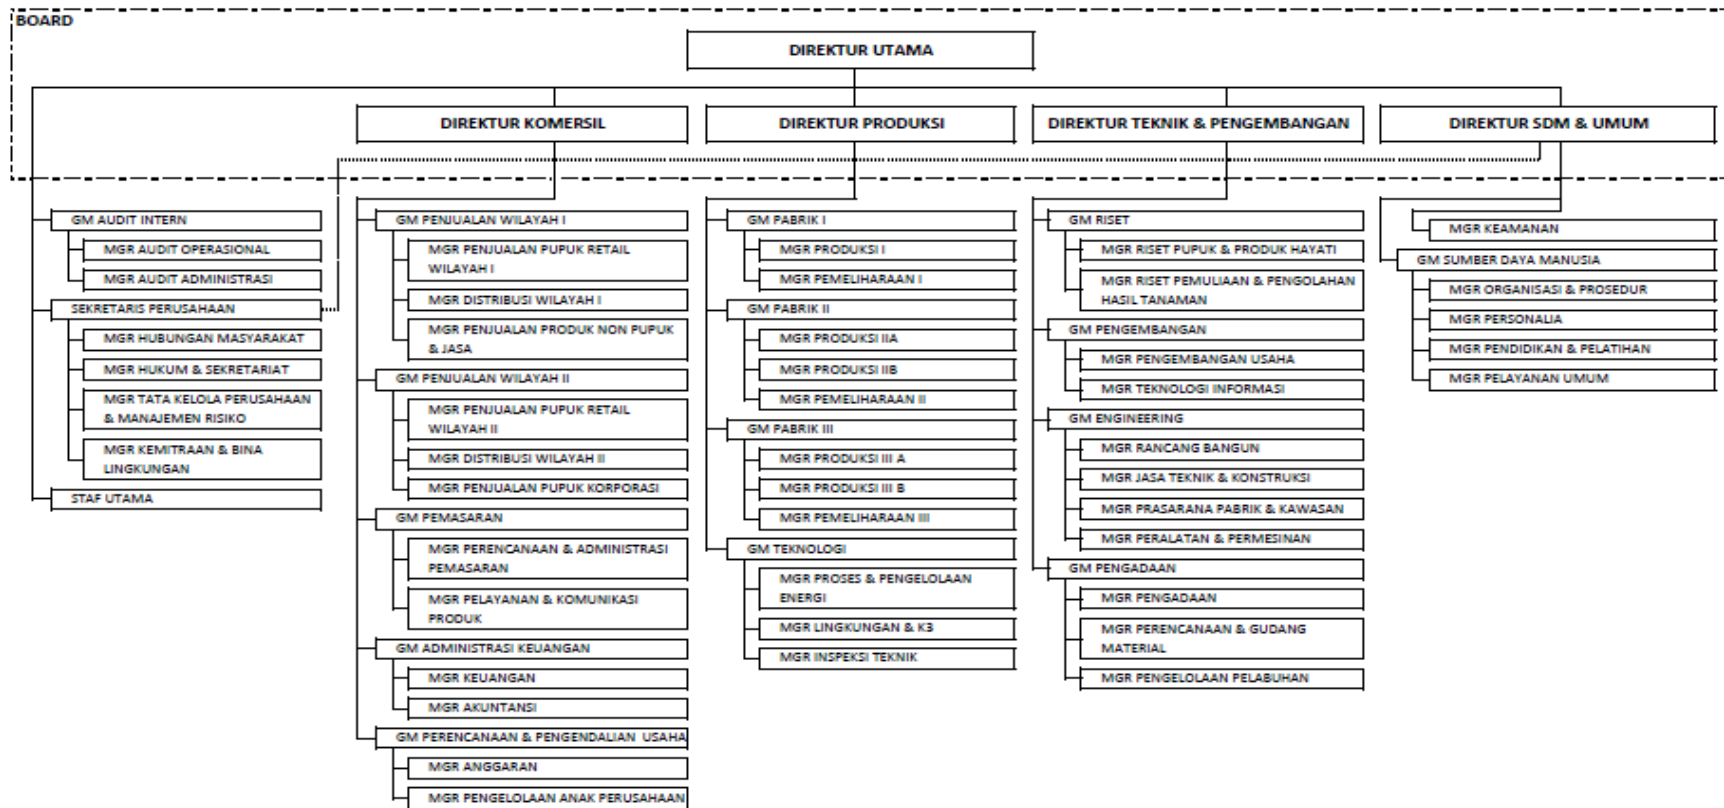 BOARD
DIREKTUR UTAMA
DIREKTUR KOMERSIL
DIREKTUR PRODUKSI
DIREKTUR TEKNIK & PENGEMBANGAN
DIREKTUR SDM & UMUM
GM AUDIT INTERN
MGR AUDIT OPERASIONAL
MGR AUDIT ADMINISTRASI
SEKRETARIS PERUSAHAAN
MGR HUBUNGAN MASYARAKAT
MGR HUKUM & SEKRETARIAT
MGR TATA KELOLA PERUSAHAAN
& MANAJEMEN RISIKO
MGR KEMITRAAN & BINA
LINGKUNGAN
STAF UTAMA
GM PENJUALAN WILAYAH I
MGR PENJUALAN PUPUK RETAIL
WILAYAH I
MGR DISTRIBUSI WILAYAH I
MGR PENJUALAN PRODUK NON PUPUK
& JASA
GM PENJUALAN WILAYAH II
MGR PENJUALAN PUPUK RETAIL
WILAYAH II
MGR DISTRIBUSI WILAYAH II
MGR PENJUALAN PUPUK KORPORASI
GM PEMASARAN
MGR PERENCANAAN & ADMINISTRASI
PEMASARAN
MGR PELAYANAN & KOMUNIKASI
PRODUK
GM ADMINISTRASI KEUANGAN
MGR KEUANGAN
MGR AKUNTANSI
GM PERENCANAAN & PENGENDALIAN USAHA
MGR ANGGARAN
MGR PENGELOLAAN ANAK PERUSAHAAN
GM PABRIK I
MGR PRODUKSI I
MGR PEMELIHARAAN I
GM PABRIK II
MGR PRODUKSI IIA
MGR PRODUKSI IIB
MGR PEMELIHARAAN II
GM PABRIK III
MGR PRODUKSI III A
MGR PRODUKSI III B
MGR PEMELIHARAAN III
GM TEKNOLOGI
MGR PROSES & PENGELOLAAN
ENERGI
MGR LINGKUNGAN & K3
MGR INSPEKSI TEKNIK
GM RISET
MGR RISET PUPUK & PRODUK HAYATI
MGR RISET PEMULIAAN & PENGOLAHAN
HASIL TANAMAN
GM PENGEMBANGAN
MGR PENGEMBANGAN USAHA
MGR TEKNOLOGI INFORMASI
GM ENGINEERING
MGR RANCANG BANGUN
MGR JASA TEKNIK & KONSTRUKSI
MGR PRASARANA PABRIK & KAWASAN
MGR PERALATAN & PERMESINAN
GM PENGADAAN
MGR PENGADAAN
MGR PERENCANAAN & GUDANG
MATERIAL
MGR PENGELOLAAN PELABUHAN
MGR KEAMANAN
GM SUMBER DAYA MANUSIA
MGR ORGANISASI & PROSEDUR
MGR PERSONALIA
MGR PENDIDIKAN & PELATIHAN
MGR PELAYANAN UMUM